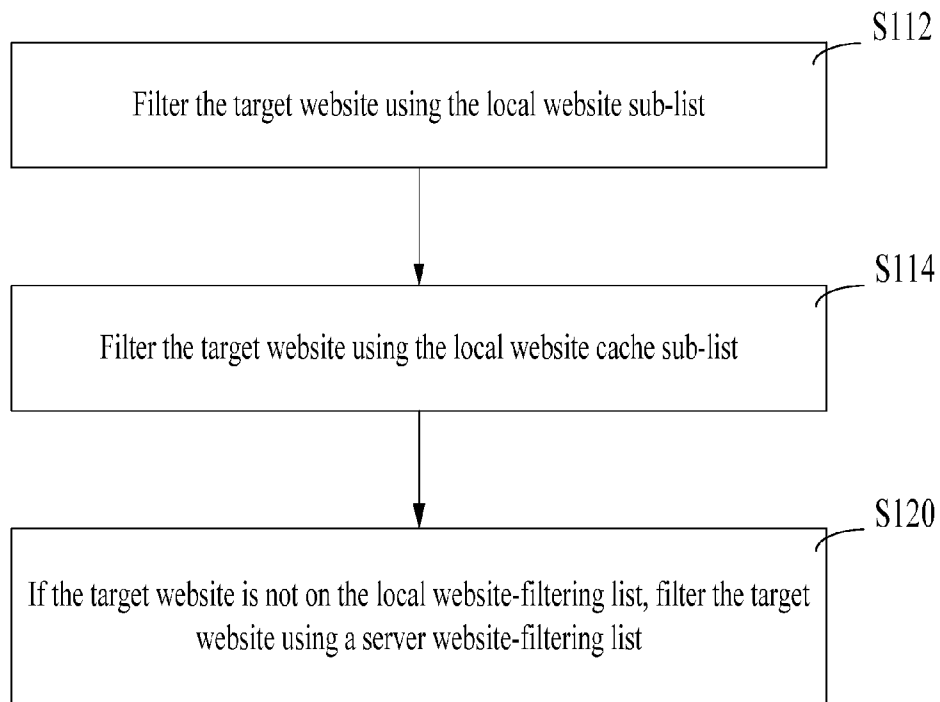 S112
Filter the target website using the local website sub-list
S114
Filter the target website using the local website cache sub-list
S120
If the target website is not on the local website-filtering list, filter the target
website using a server website-filtering list